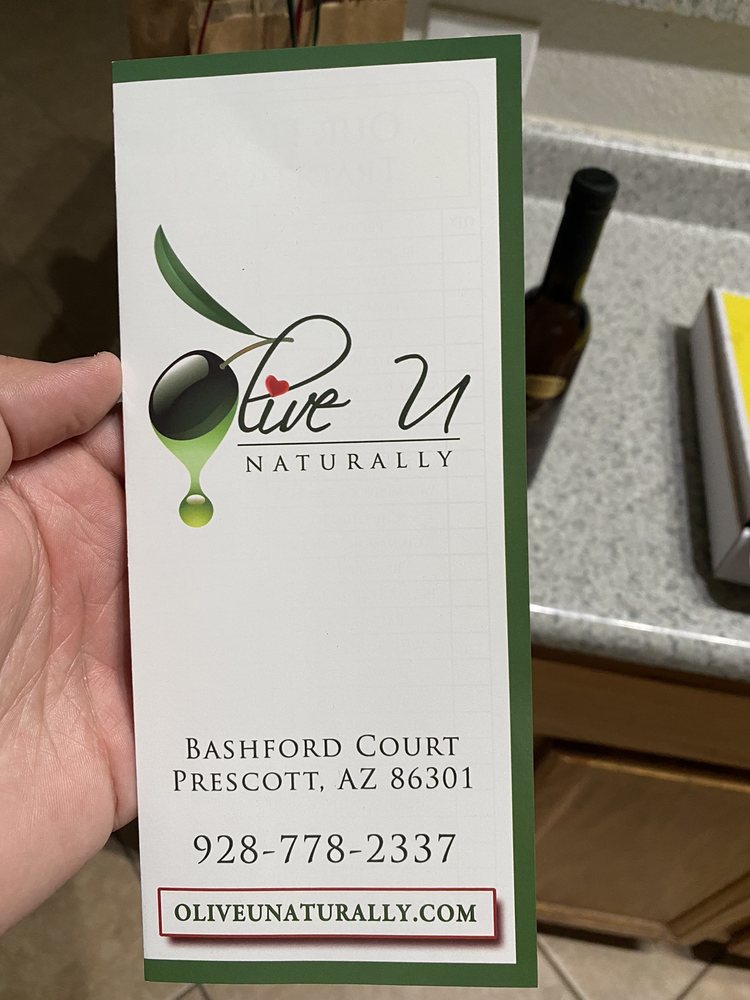 Olive U
NATURALLY
BASHFORD COURT
PRESCOTT, AZ 86301
928-778-2337
OLIVEUNATURALLY.COM